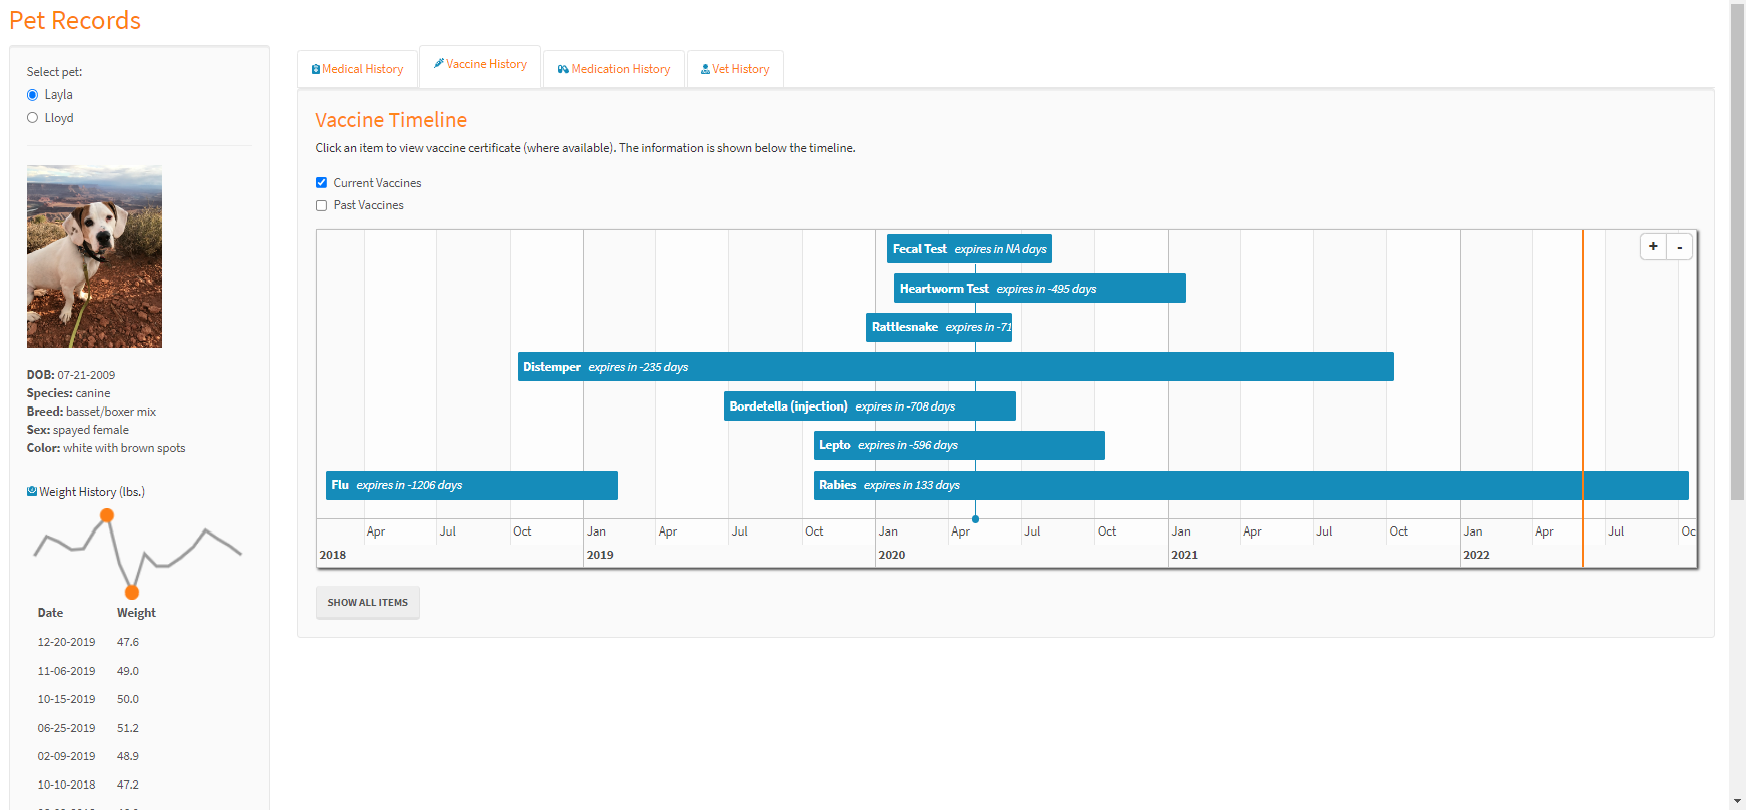 Pet Records
Select pet:
Layla
Lloyd
DOB: 07-21-2009
Species: canine
Breed: basset/boxer mix
Sex: spayed female
Color: white with brown spots
Weight History (lbs.)
Date Weight
12-20-2019 47.6
11-06-2019 49.0
10-15-2019 50.0
06-25-2019 51.2
02-09-2019 48.9
10-10-2018 47.2
Medical History Vaccine History Medication History Vet History
Vaccine Timeline
Click an item to view vaccine certificate (where available). The information is shown below the timeline.
Current Vaccines
Past Vaccines
+ -
Fecal Test expires in NA days
Heartworm Test expires in -495 days
Rattlesnake expires in -71
Distemper expires in -235 days
Bordetella (injection) expires in -708 days
Lepto expires in -596 days
Flu expires in -1206 days Rabies expires in 133 days
Apr Jul Oct Jan Apr Jul Oct Jan Apr Jul Oct Jan Apr Jul Oct Jan Apr Jul Oc
2018 2019 2020 2021 2022
SHOW ALL ITEMS